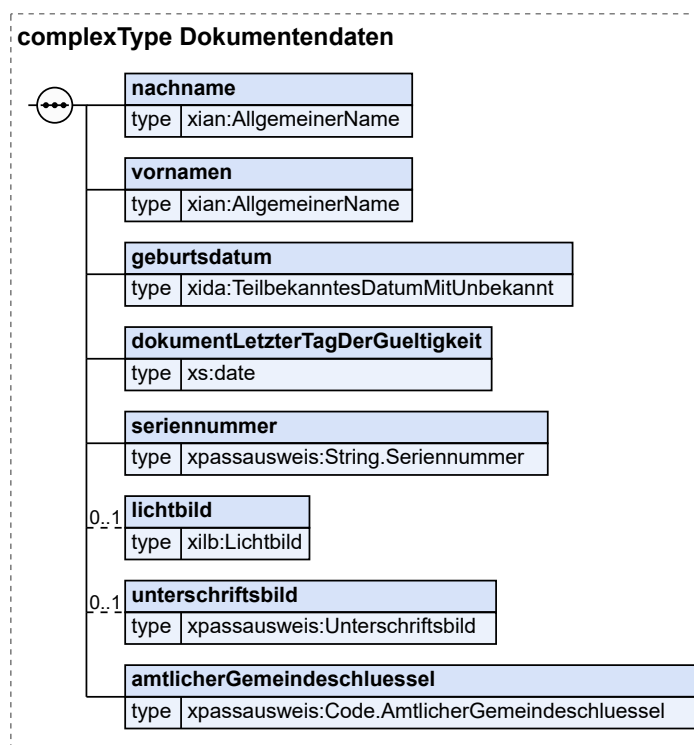 complexType Dokumentendaten
nachname
type xian:AllgemeinerName
vornamen
type xian:AllgemeinerName
geburtsdatum
type xida:TeilbekanntesDatumMitUnbekannt
dokumentLetzterTagDerGueltigkeit
type xs:date
seriennummer
type xpassausweis:String.Seriennummer
0..1 lichtbild
type xilb:Lichtbild
0..1 unterschriftsbild
type xpassausweis:Unterschriftsbild
amtlicherGemeindeschluessel
type xpassausweis:Code.AmtlicherGemeindeschluessel